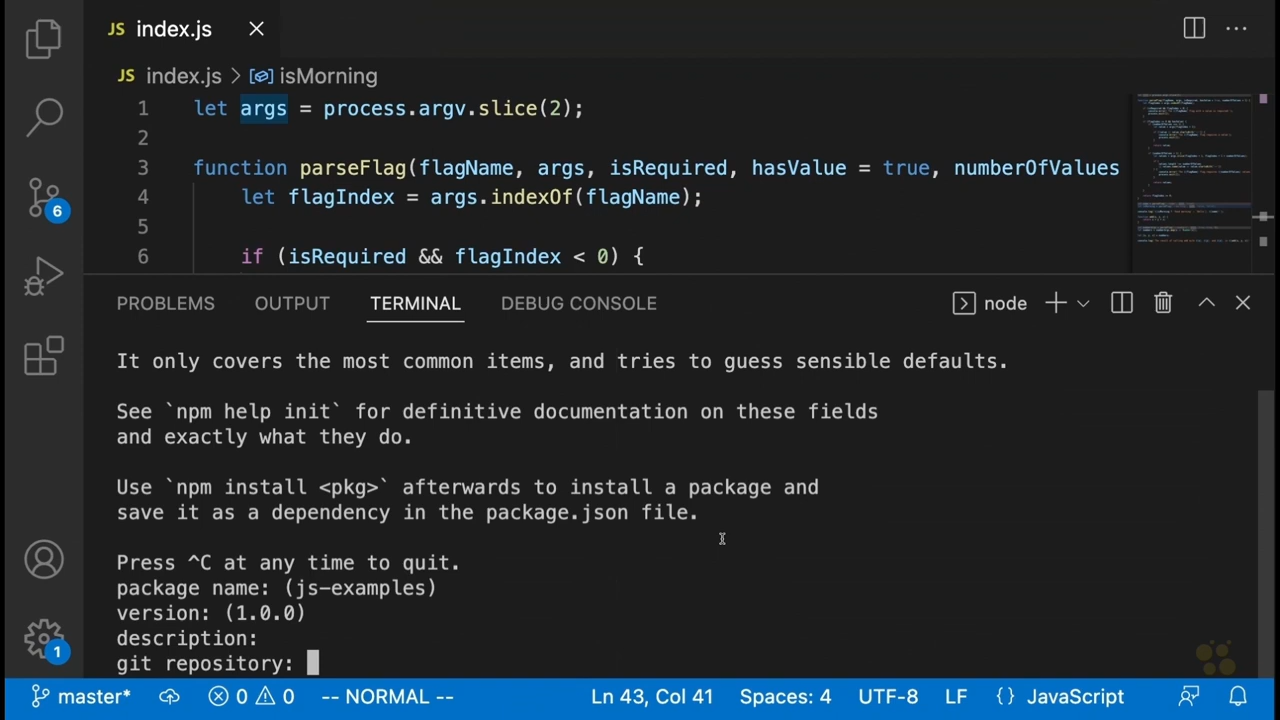 JS index.js
JS index.js > isMorning
1 let args = process.argv.slice(2);
2
3 function parseFlag(flagName, args, isRequired, hasValue = true, numberOfValues
4 let flagIndex = args.indexOf(flagName);
5
6 if (isRequired && flagIndex < 0) {
6
PROBLEMS OUTPUT TERMINAL DEBUG CONSOLE node
It only covers the most common items, and tries to guess sensible defaults.
See `npm help init` for definitive documentation on these fields
and exactly what they do.
Use `npm install <pkg>` afterwards to install a package and
save it as a dependency in the package.json file.
Press ^C at any time to quit.
package name: (js-examples)
version: (1.0.0)
description:
git repository:
1
master* 0 0 -- NORMAL -- Ln 43, Col 41 Spaces: 4 UTF-8 LF {} JavaScript